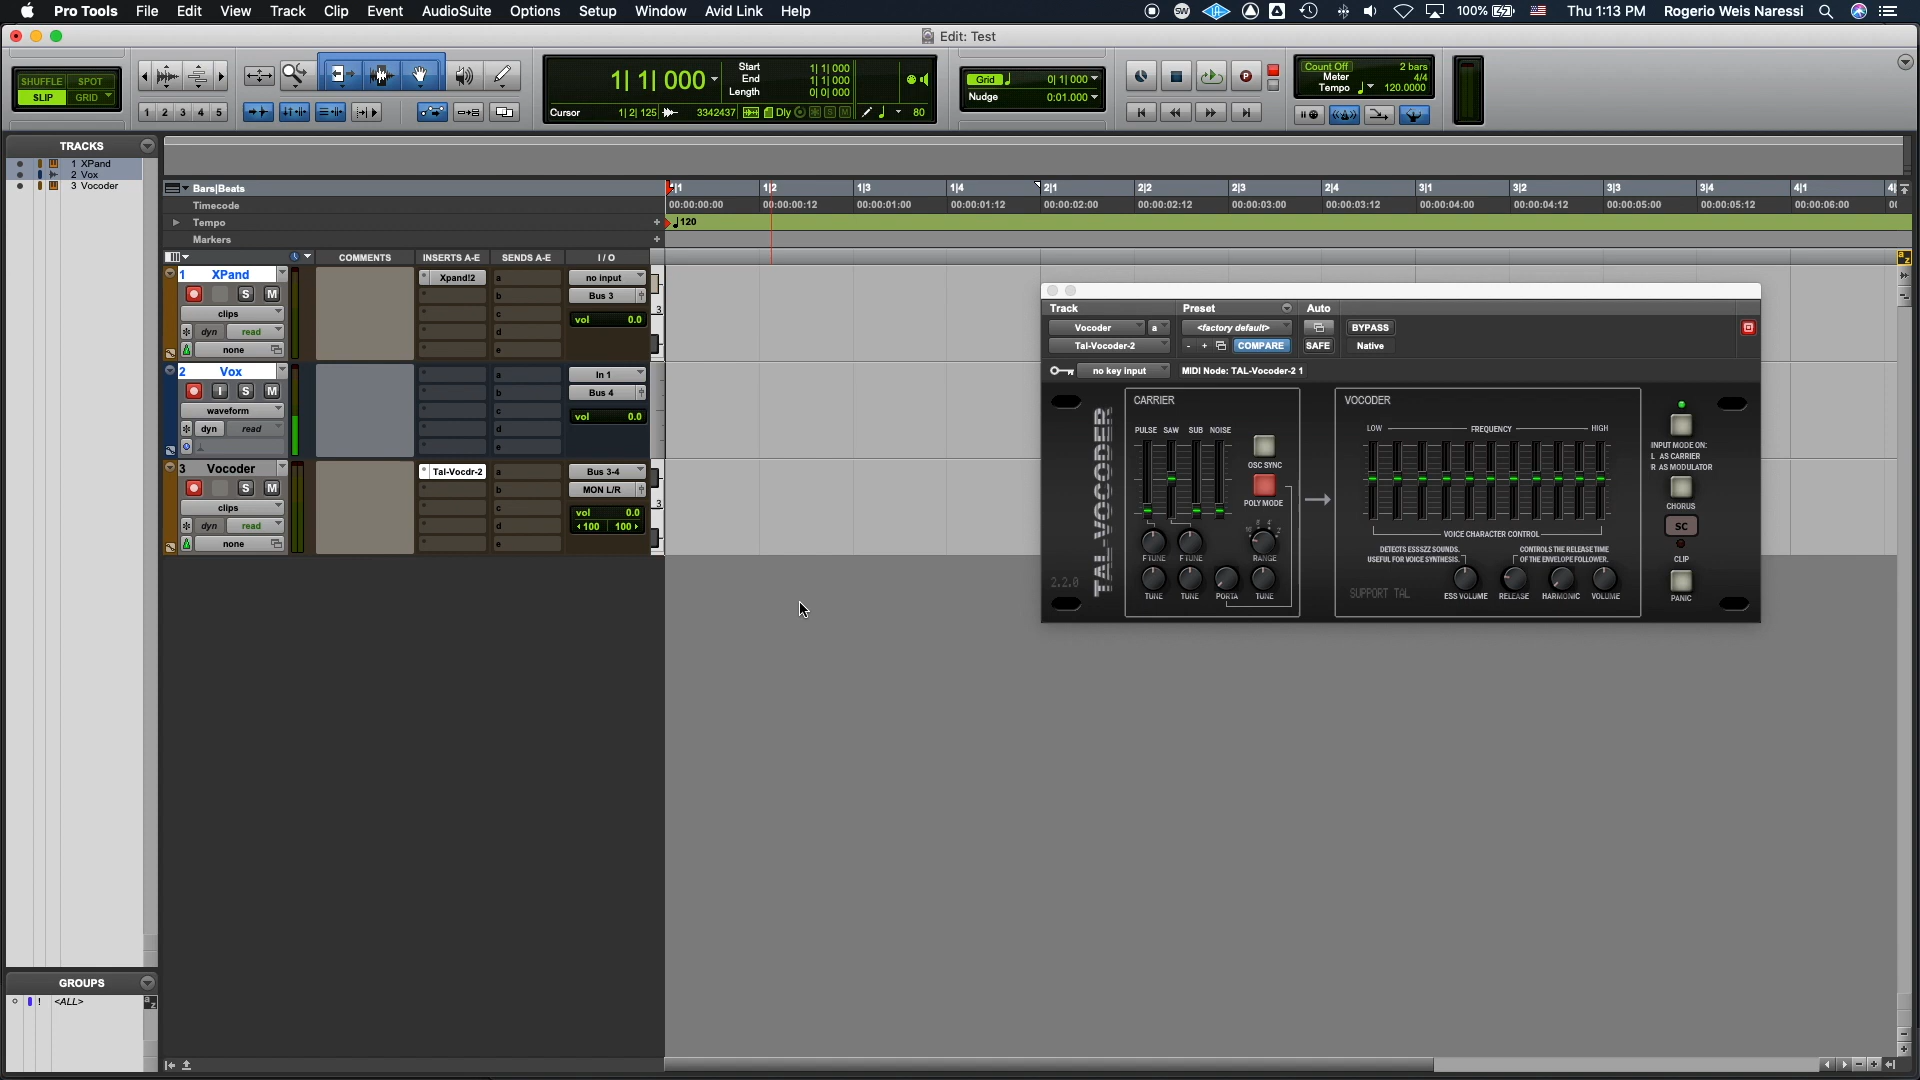 Pro Tools File Edit View Track Clip Event AudioSuite Options Setup Window Avid Link Help 100% Thu 1:13 PM Rogerio Weis Naressi
Edit: Test
SHUFFLE SPOT
SLIP GRID
1 2 3 4 5
1| 1| 000
Start 1| 1| 000
End 1| 1| 000
Length 0| 0| 000
Cursor 1| 2| 125 3342437 Dly S M 80
Grid 0| 1| 000
Nudge 0:01.000
Count Off 2 bars
Meter 4/4
Tempo 120.0000
TRACKS
1 XPand
2 Vox
3 Vocoder
Bars|Beats 1|1 1|2 1|3 1|4 2|1 2|2 2|3 2|4 3|1 3|2 3|3 3|4 4|1
Timecode 00:00:00:00 00:00:00:12 00:00:01:00 00:00:01:12 00:00:02:00 00:00:02:12 00:00:03:00 00:00:03:12 00:00:04:00 00:00:04:12 00:00:05:00 00:00:05:12 00:00:06:00
Tempo 120
Markers
COMMENTS INSERTS A-E SENDS A-E I / O
1 XPand Xpand!2 a no input
S M b Bus 3
clips c vol 0.0
dyn read d
none e
3
2 Vox a In 1
I S M b Bus 4
waveform c vol 0.0
dyn read d
e
3 Vocoder Tal-Vocdr-2 a Bus 3-4
S M b MON L/R
clips c vol 0.0
dyn read d 100 100
none e
3
Track Preset Auto
Vocoder a <factory default> BYPASS
Tal-Vocoder-2 - + COMPARE SAFE Native
no key input MIDI Node: TAL-Vocoder-2 1
TAL-VOCODER
2.2.0
CARRIER
PULSE SAW SUB NOISE
OSC SYNC
POLY MODE
16 8 4 2
FTUNE FTUNE RANGE
TUNE TUNE PORTA TUNE
VOCODER
LOW FREQUENCY HIGH
VOICE CHARACTER CONTROL
DETECTS ESSSZZ SOUNDS.
USEFUL FOR VOICE SYNTHESIS.
CONTROLS THE RELEASE TIME
OF THE ENVELOPE FOLLOWER.
SUPPORT TAL
ESS VOLUME RELEASE HARMONIC VOLUME
INPUT MODE ON:
L AS CARRIER
R AS MODULATOR
CHORUS
SC
CLIP
PANIC
GROUPS
! <ALL>
a z